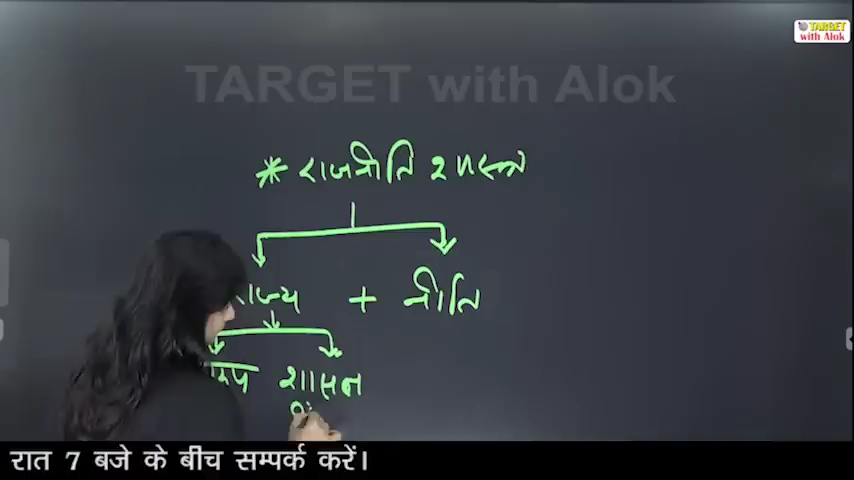 TARGET
with Alok
TARGET with Alok
* राजनीति शास्त्र
+ नीति
शासन
रात 7 बजे के बीच सम्पर्क करें।